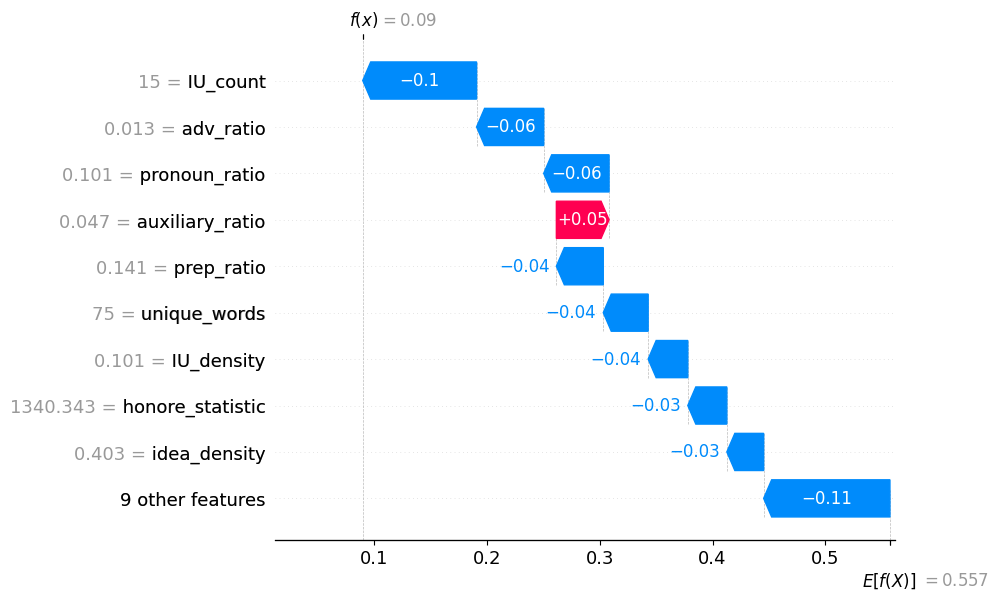 f(x) = 0.09
15 = IU_count −0.1
0.013 = adv_ratio −0.06
0.101 = pronoun_ratio −0.06
0.047 = auxiliary_ratio +0.05
0.141 = prep_ratio −0.04
75 = unique_words −0.04
0.101 = IU_density −0.04
1340.343 = honore_statistic −0.03
0.403 = idea_density −0.03
9 other features −0.11
0.1 0.2 0.3 0.4 0.5
E[f(X)] = 0.557